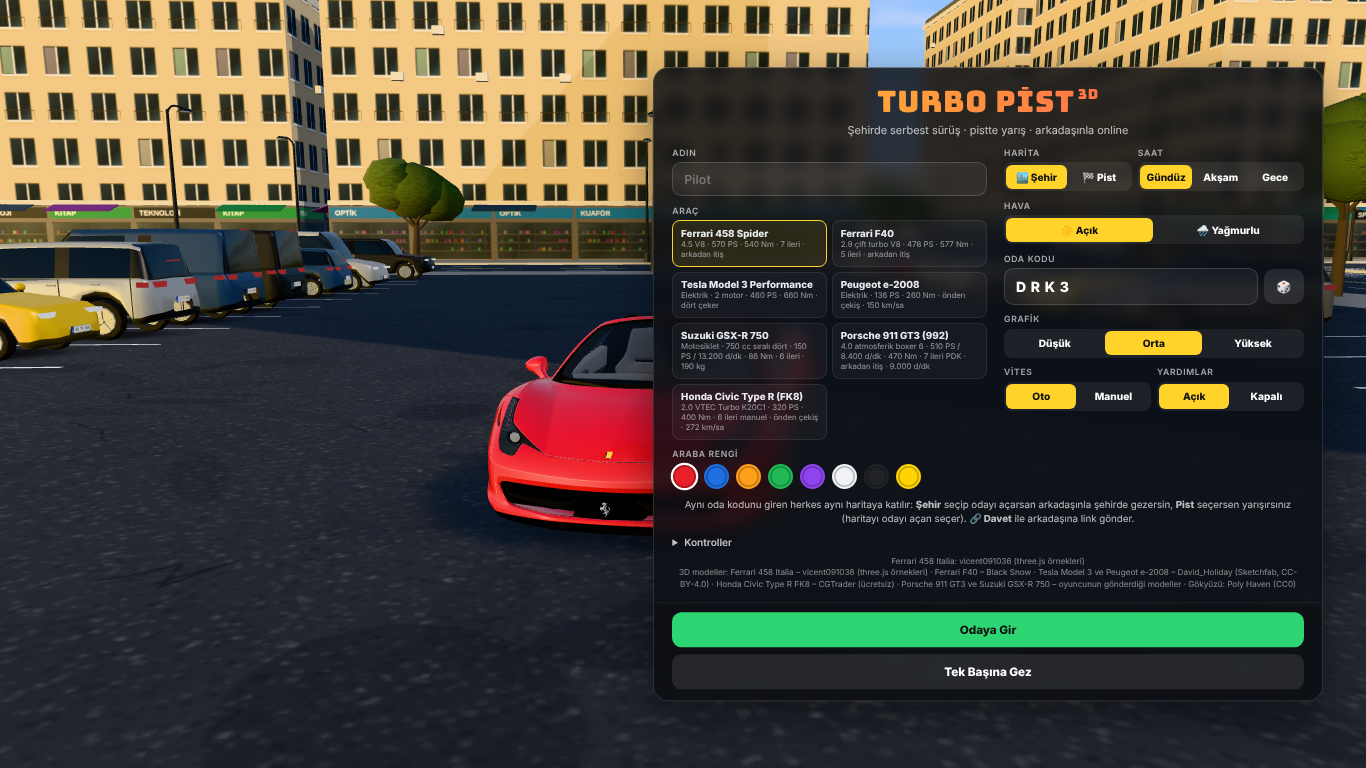 KİTAP
TEKNOLOJİ
KİTAP
OPTİK
OPTİK
KUAFÖR
TURBO PİST 3D
Şehirde serbest sürüş · pistte yarış · arkadaşınla online
ADIN
Pilot
ARAÇ
Ferrari 458 Spider
4.5 V8 · 570 PS · 540 Nm · 7 ileri ·
arkadan itiş
Ferrari F40
2.9 çift turbo V8 · 478 PS · 577 Nm ·
5 ileri · arkadan itiş
Tesla Model 3 Performance
Elektrik · 2 motor · 460 PS · 660 Nm ·
dört çeker
Peugeot e-2008
Elektrik · 136 PS · 260 Nm · önden
çekiş · 150 km/sa
Suzuki GSX-R 750
Motosiklet · 750 cc sıralı dört · 150
PS / 13.200 d/dk · 86 Nm · 6 ileri ·
190 kg
Porsche 911 GT3 (992)
4.0 atmosferik boxer 6 · 510 PS /
8.400 d/dk · 470 Nm · 7 ileri PDK ·
arkadan itiş · 9.000 d/dk
Honda Civic Type R (FK8)
2.0 VTEC Turbo K20C1 · 320 PS ·
400 Nm · 6 ileri manuel · önden çekiş
· 272 km/sa
HARİTA
Şehir
Pist
SAAT
Gündüz
Akşam
Gece
HAVA
Açık
Yağmurlu
ODA KODU
DRK3
GRAFİK
Düşük
Orta
Yüksek
VİTES
Oto
Manuel
YARDIMLAR
Açık
Kapalı
ARABA RENGİ
Aynı oda kodunu giren herkes aynı haritaya katılır: Şehir seçip odayı açarsan arkadaşınla şehirde gezersin, Pist seçersen yarışırsınız
(haritayı odayı açan seçer). 🔗 Davet ile arkadaşına link gönder.
Kontroller
Ferrari 458 Italia: vicent091036 (three.js örnekleri)
3D modeller: Ferrari 458 Italia – vicent091036 (three.js örnekleri) · Ferrari F40 – Black Snow · Tesla Model 3 ve Peugeot e-2008 – David_Holiday (Sketchfab, CC-
BY-4.0) · Honda Civic Type R FK8 – CGTrader (ücretsiz) · Porsche 911 GT3 ve Suzuki GSX-R 750 – oyuncunun gönderdiği modeller · Gökyüzü: Poly Haven (CC0)
Odaya Gir
Tek Başına Gez